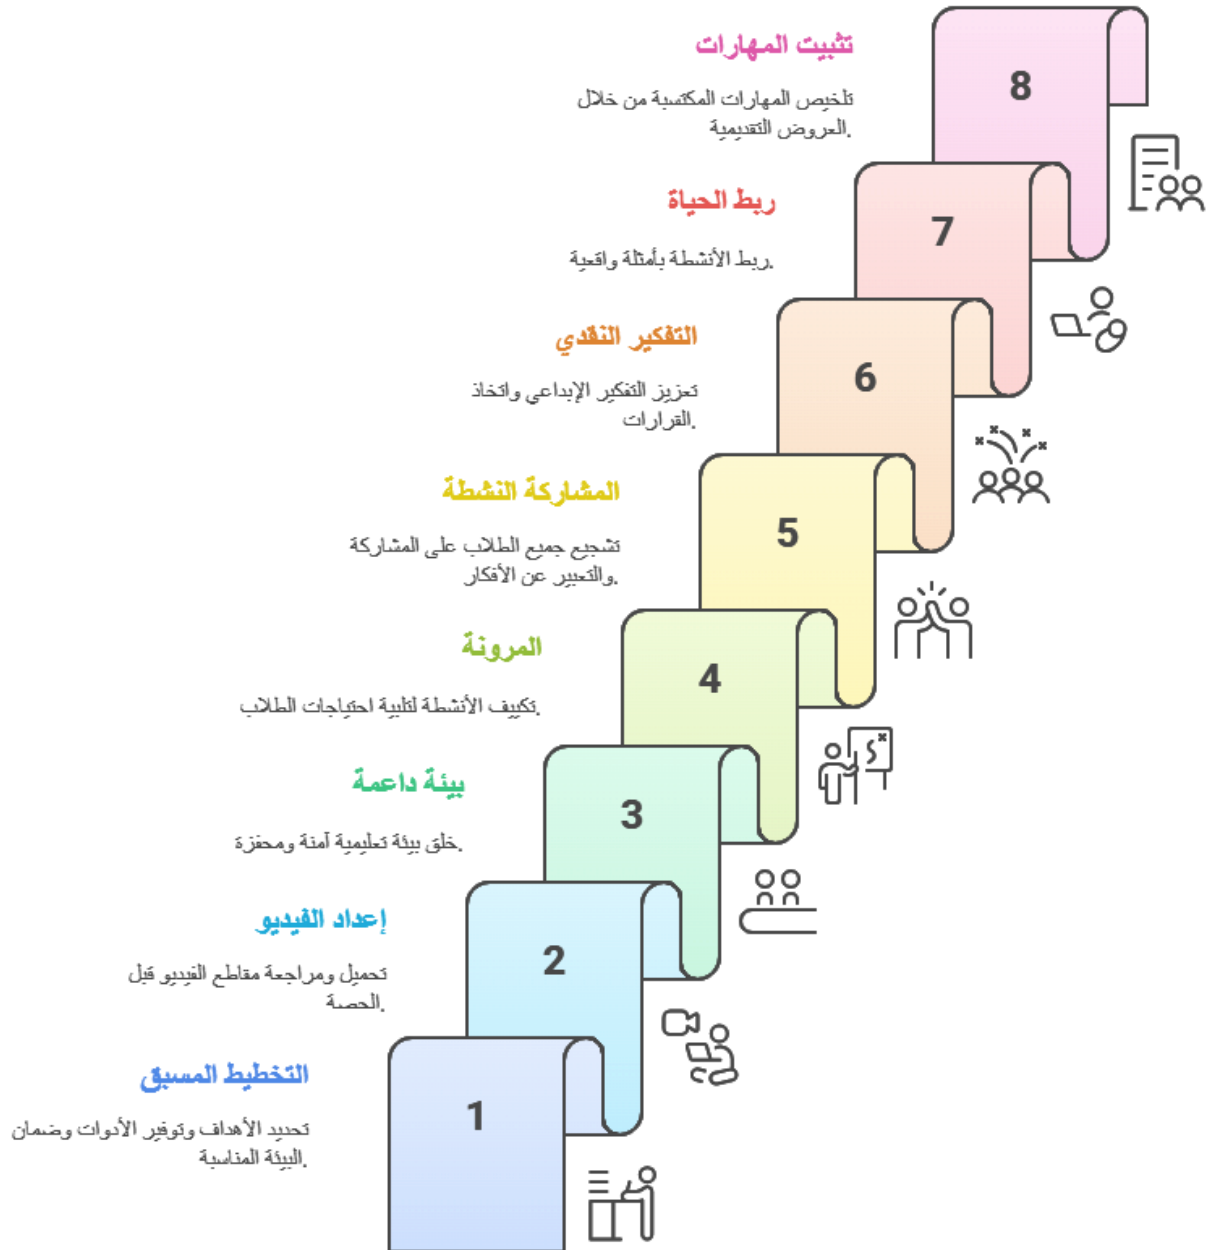 تثبيت المهارات
8
تلخيص المهارات المكتسبة من خلال
العروض التقديمية.
ربط الحياة
7
ربط الأنشطة بأمثلة واقعية.
التفكير النقدي
6
تعزيز التفكير الإبداعي واتخاذ
القرارات.
المشاركة النشطة
5
تشجيع جميع الطلاب على المشاركة
والتعبير عن الأفكار.
المرونة
4
تكييف الأنشطة لتلبية احتياجات الطلاب.
بيئة داعمة
3
خلق بيئة تعليمية آمنة ومحفزة.
إعداد الفيديو
2
تحميل ومراجعة مقاطع الفيديو قبل
الحصة.
التخطيط المسبق
1
تحديد الأهداف وتوفير الأدوات وضمان
البيئة المناسبة.